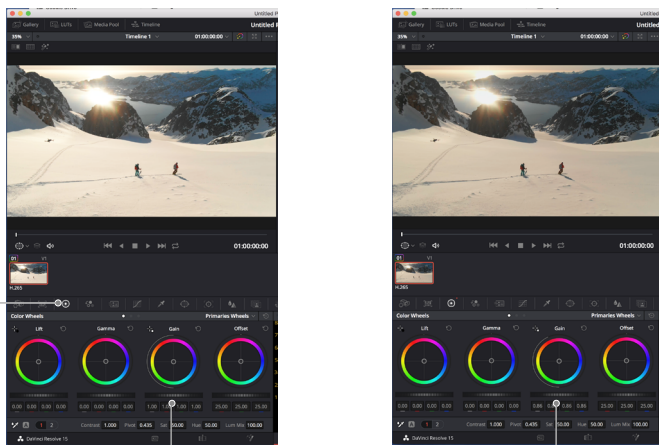 Untitled P
Gallery LUTs Media Pool Timeline
35% Timeline 1 01:00:00:00
01:00:00:00
01 V1
H.265
Color Wheels Primaries Wheels
Lift Gamma Gain Offset
0.00 0.00 0.00 0.00 0.00 0.00 0.00 0.00 1.00 1.00 1.00 1.00 25.00 25.00 25.00
A 1 2 Contrast 1.000 Pivot 0.435 Sat 50.00 Hue 50.00 Lum Mix 100.00
DaVinci Resolve 15
Untitled
Gallery LUTs Media Pool Timeline
35% Timeline 1 01:00:00:00
01:00:00:00
01 V1
H.265
Color Wheels Primaries Wheels
Lift Gamma Gain Offset
0.00 0.00 0.00 0.00 0.00 0.00 0.00 0.00 0.86 0.86 0.86 25.00 25.00 25.00
A 1 2 Contrast 1.000 Pivot 0.435 Sat 50.00 Hue 50.00 Lum Mix 100.00
DaVinci Resolve 15